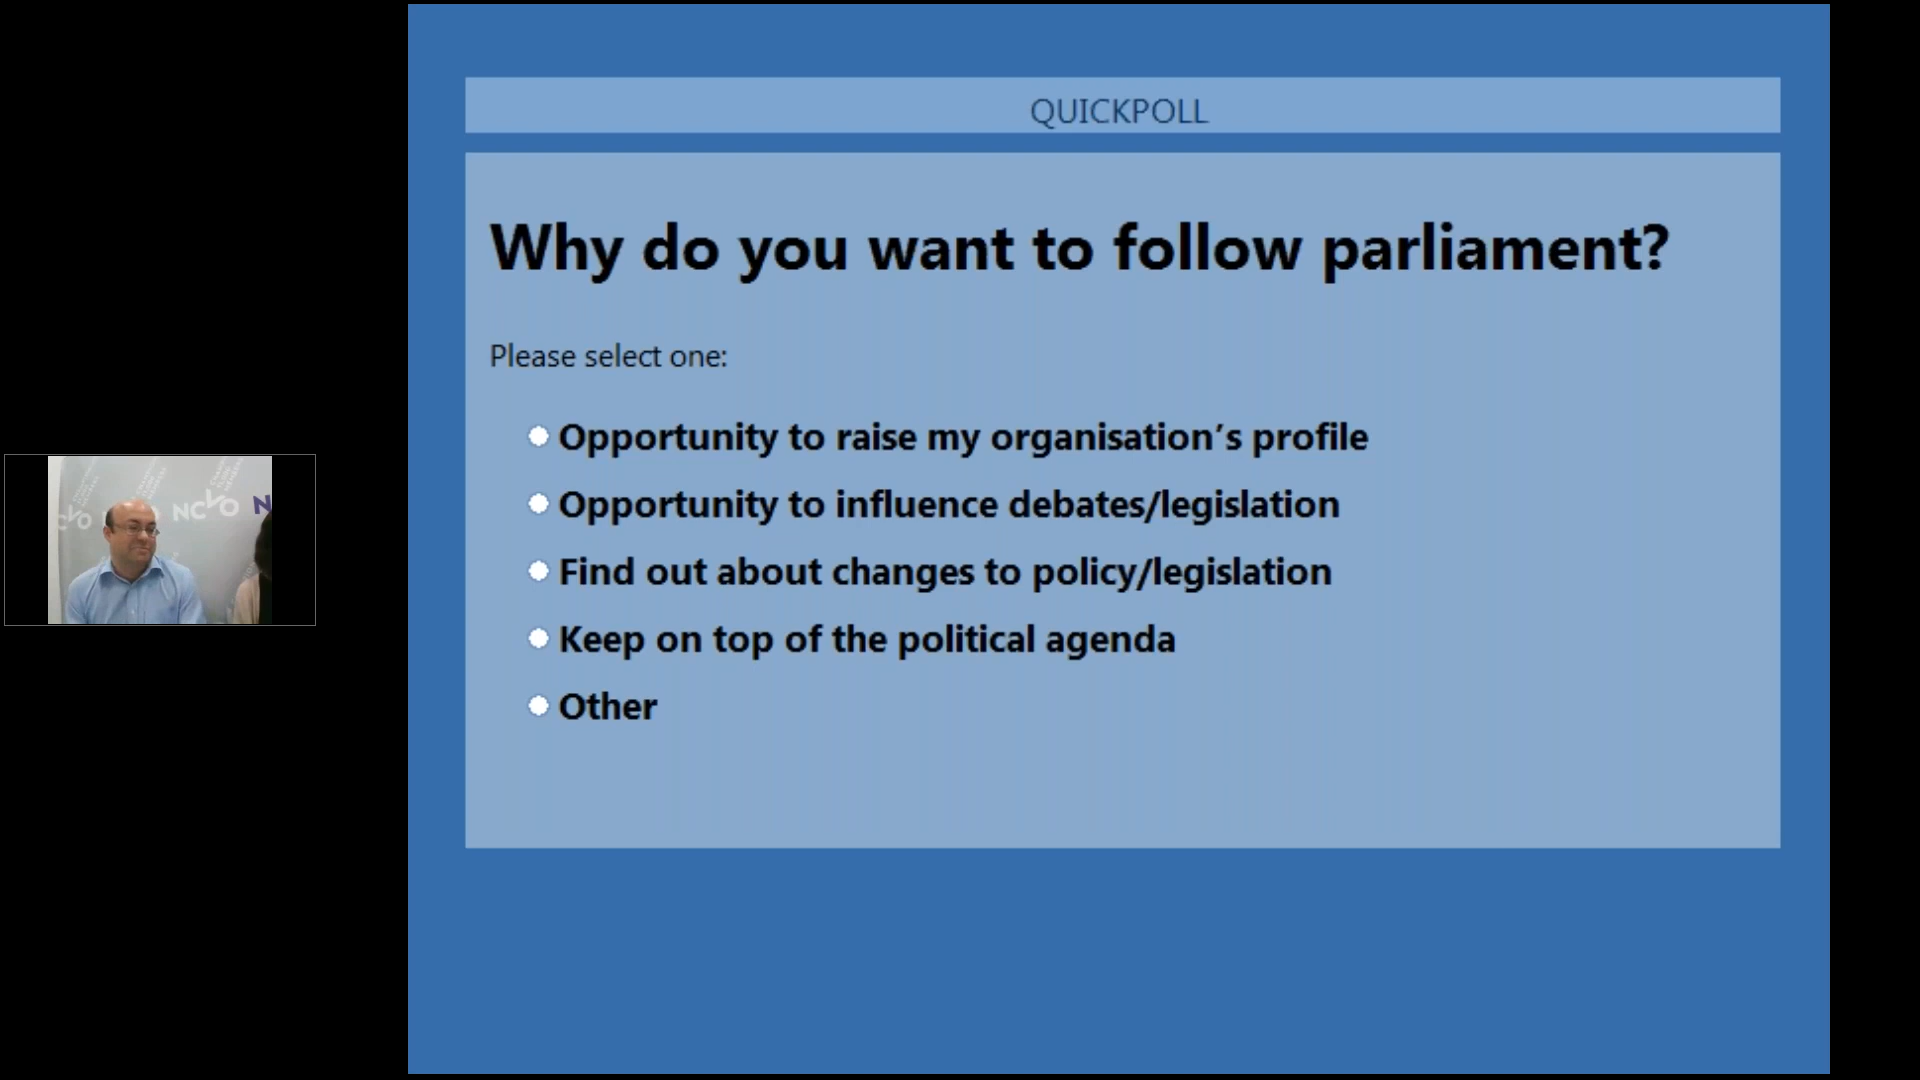 QUICKPOLL
Why do you want to follow parliament?
Please select one:
Opportunity to raise my organisation’s profile
Opportunity to influence debates/legislation
Find out about changes to policy/legislation
Keep on top of the political agenda
Other
NCVO